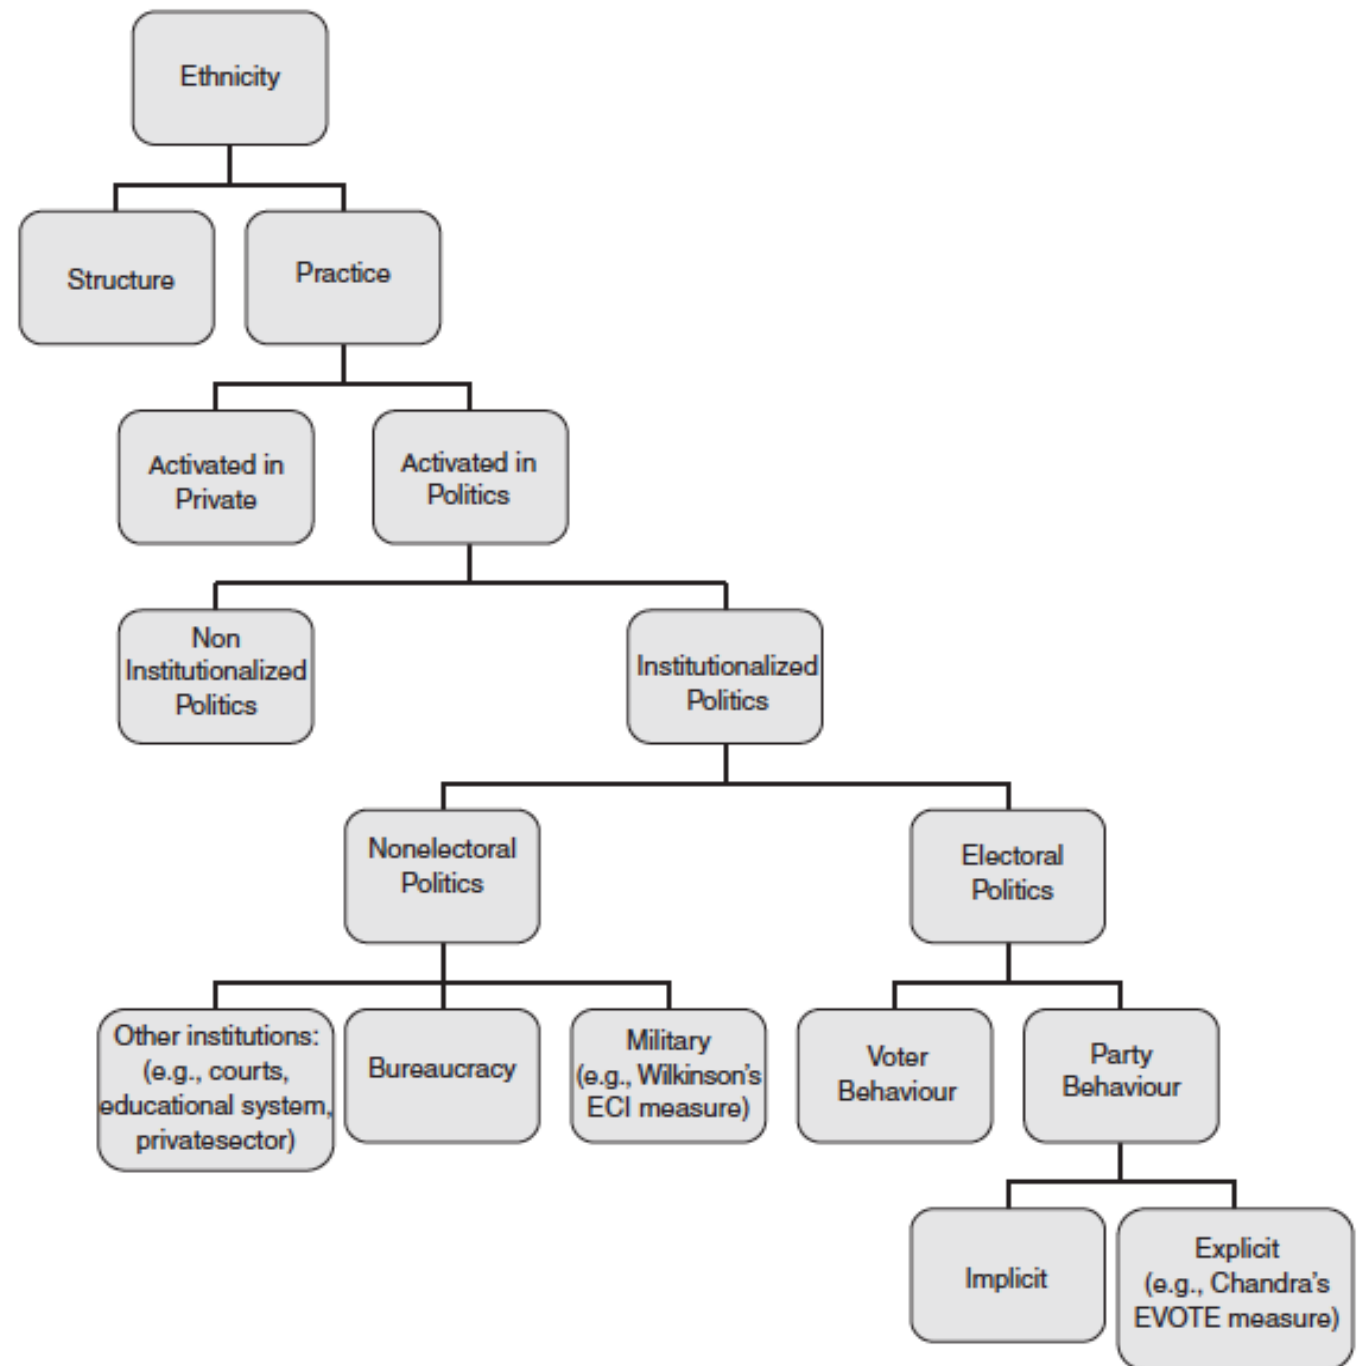 Ethnicity
Structure
Practice
Activated in
Private
Activated in
Politics
Non
Institutionalized
Politics
Institutionalized
Politics
Nonelectoral
Politics
Electoral
Politics
Other institutions:
(e.g., courts,
educational system,
privatesector)
Bureaucracy
Military
(e.g., Wilkinson's
ECI measure)
Voter
Behaviour
Party
Behaviour
Implicit
Explicit
(e.g., Chandra's
EVOTE measure)